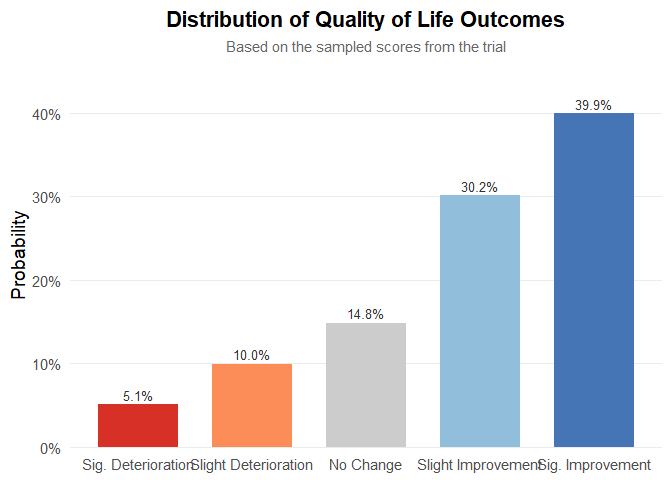 Distribution of Quality of Life Outcomes
Based on the sampled scores from the trial
Probability
40%
30%
20%
10%
0%
5.1%
10.0%
14.8%
30.2%
39.9%
Sig. Deterioration
Slight Deterioration
No Change
Slight Improvement
Sig. Improvement